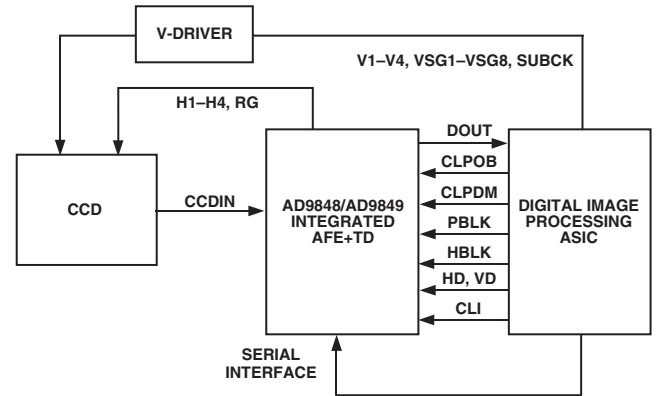 V-DRIVER
V1–V4, VSG1–VSG8, SUBCK
H1–H4, RG
CCD
CCDIN
AD9848/AD9849
INTEGRATED
AFE+TD
DOUT
CLPOB
CLPDM
PBLK
HBLK
HD, VD
CLI
DIGITAL IMAGE
PROCESSING
ASIC
SERIAL
INTERFACE